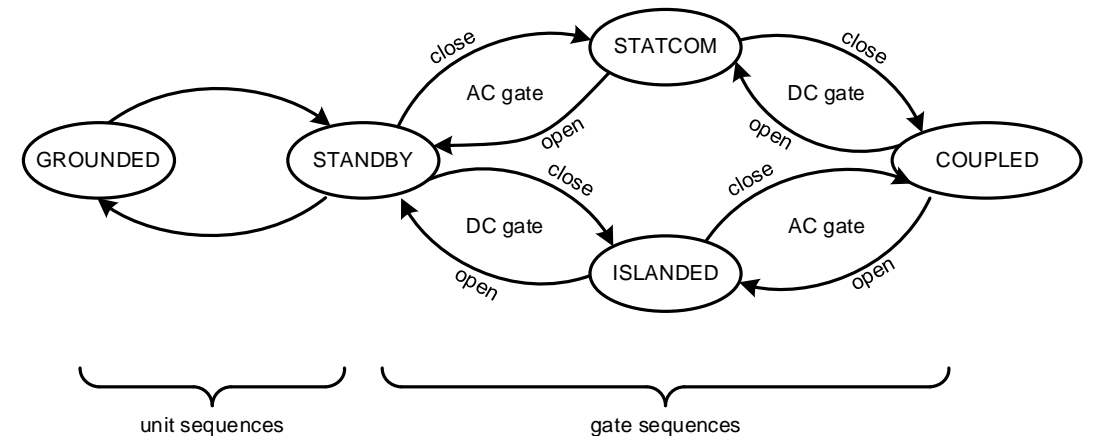 close
STATCOM
close
AC gate
DC gate
open
open
GROUNDED
STANDBY
COUPLED
close
close
DC gate
AC gate
open
ISLANDED
open
unit sequences
gate sequences